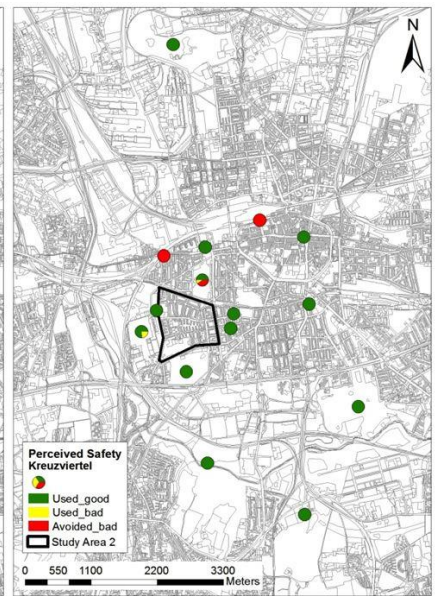 N
Perceived Safety
Kreuzviertel
Used_good
Used_bad
Avoided_bad
Study Area 2
0 550 1100 2200 3300
Meters